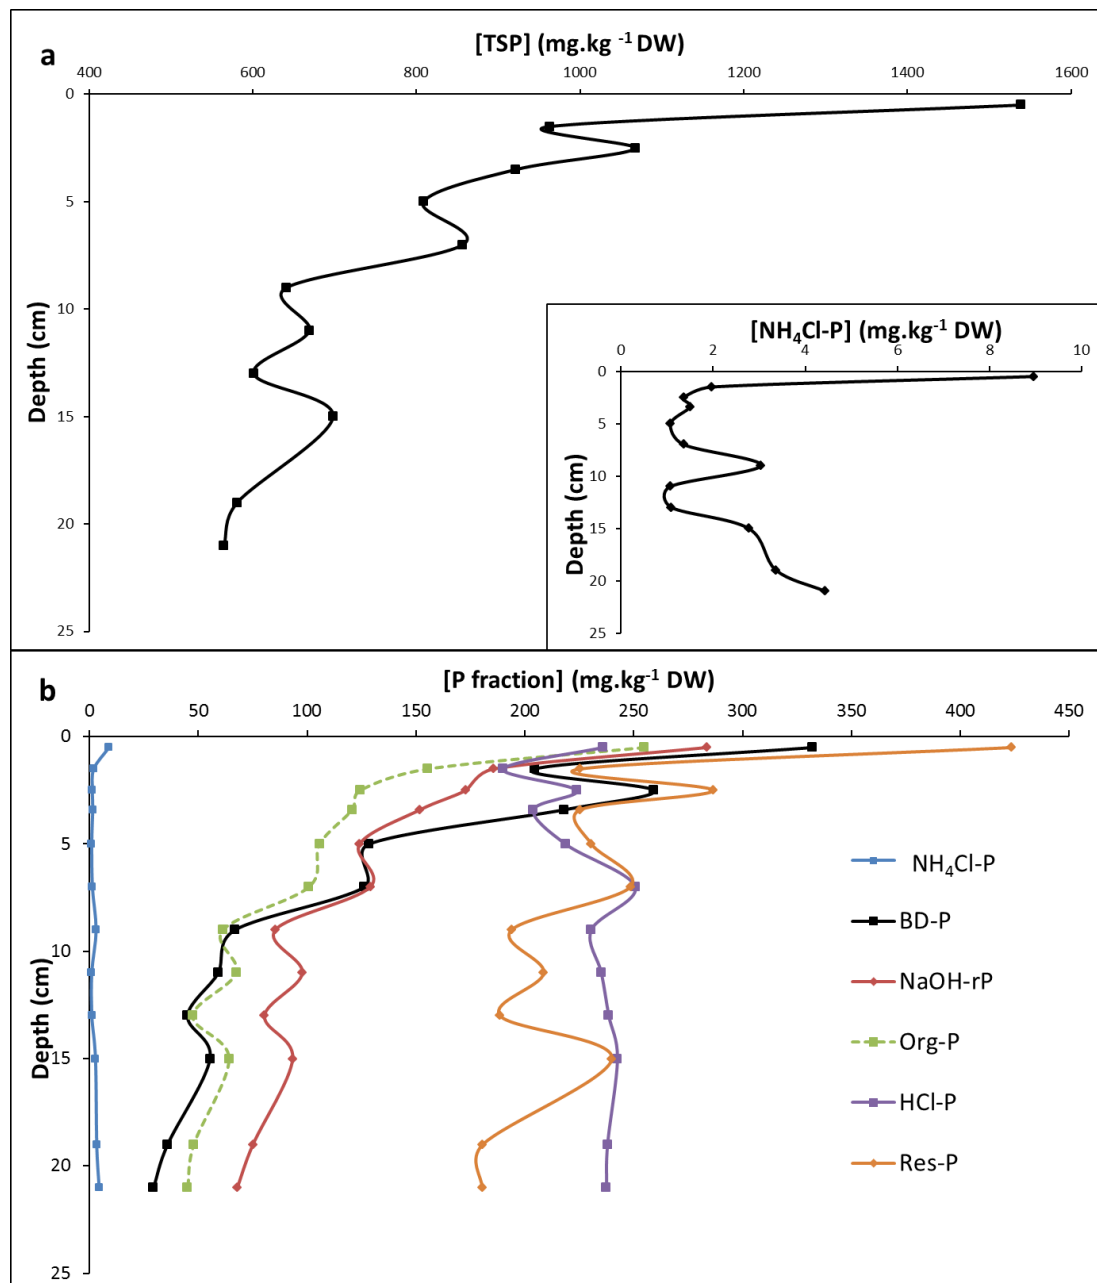 a
[TSP] (mg.kg ⁻¹ DW)
400 600 800 1000 1200 1400 1600
0
5
10
15
20
25
Depth (cm)
[NH₄Cl-P] (mg.kg⁻¹ DW)
0 2 4 6 8 10
0
5
10
15
20
25
Depth (cm)
b
[P fraction] (mg.kg⁻¹ DW)
0 50 100 150 200 250 300 350 400 450
0
5
10
15
20
25
Depth (cm)
NH₄Cl-P
BD-P
NaOH-rP
Org-P
HCl-P
Res-P